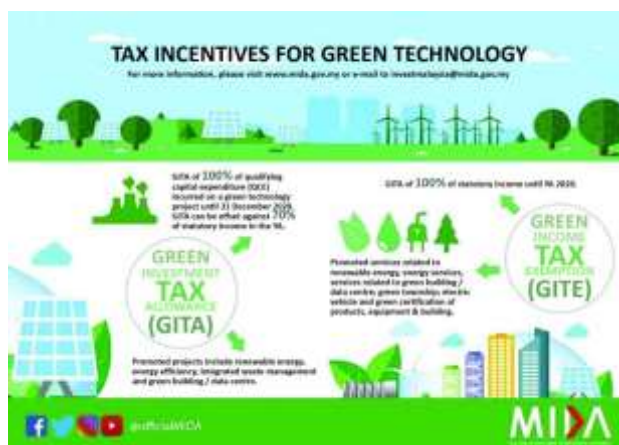 TAX INCENTIVES FOR GREEN TECHNOLOGY
For more information, please visit www.mida.gov.my or e-mail to investmalaysia@mida.gov.my
GITA of 100% of qualifying
capital expenditure (QCE)
incurred on a green technology
project until 31 December 2020.
GITA can be offset against 70%
of statutory income in the YA.
GREEN
INVESTMENT
TAX
ALLOWANCE
(GITA)
Promoted projects include renewable energy,
energy efficiency, integrated waste management
and green building / data centre.
GITA of 100% of statutory income until YA 2020.
GREEN
INCOME
TAX
EXEMPTION
(GITE)
Promoted services related to
renewable energy, energy services,
services related to green building /
data centre, green township, electric
vehicle and green certification of
products, equipment & building.
@officialMIDA
MIDA